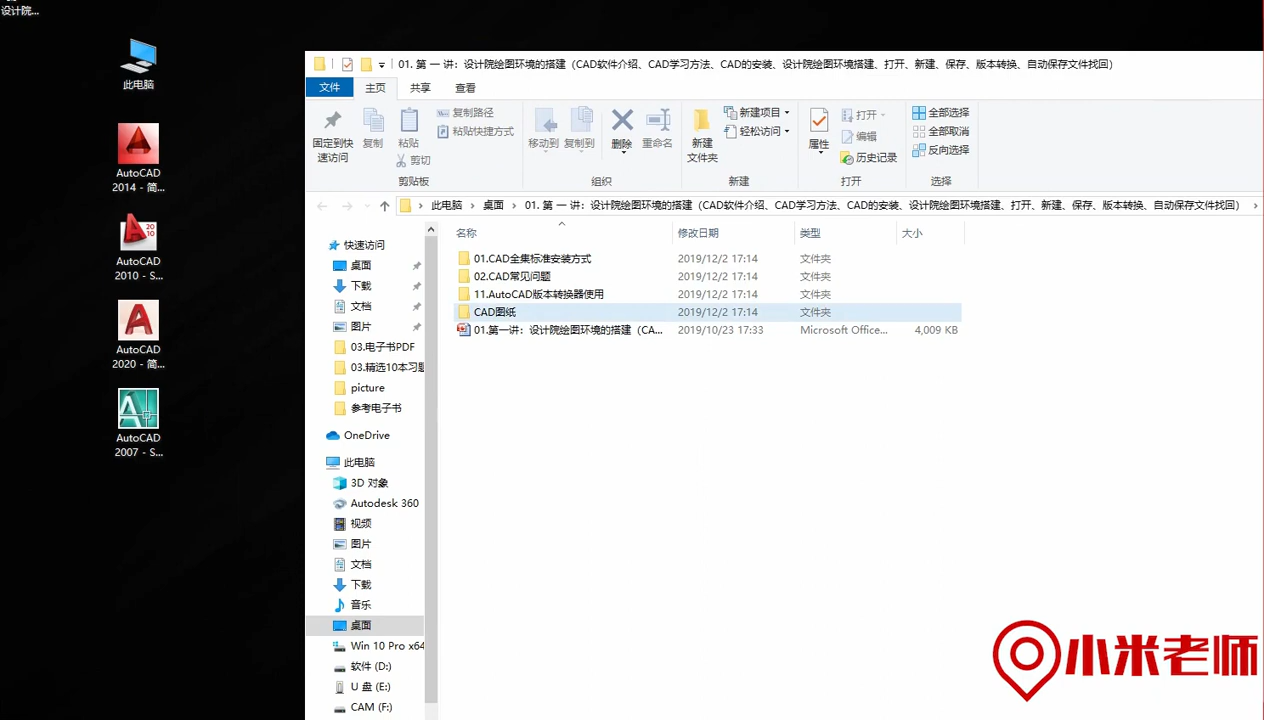 设计院...
此电脑
AutoCAD
2014 - 简...
AutoCAD
2010 - S...
AutoCAD
2020 - 简...
AutoCAD
2007 - S...
01. 第 一 讲：设计院绘图环境的搭建（CAD软件介绍、CAD学习方法、CAD的安装、设计院绘图环境搭建、打开、新建、保存、版本转换、自动保存文件找回）
文件 主页 共享 查看
固定到快
速访问
复制
粘贴
复制路径
粘贴快捷方式
剪切
剪贴板
移动到 复制到 删除 重命名
组织
新建
文件夹
新建项目
轻松访问
新建
属性
打开
编辑
历史记录
打开
全部选择
全部取消
反向选择
选择
此电脑 › 桌面 › 01. 第 一 讲：设计院绘图环境的搭建（CAD软件介绍、CAD学习方法、CAD的安装、设计院绘图环境搭建、打开、新建、保存、版本转换、自动保存文件找回） ›
快速访问
桌面
下载
文档
图片
03.电子书PDF
03.精选10本习题
picture
参考电子书
OneDrive
此电脑
3D 对象
Autodesk 360
视频
图片
文档
下载
音乐
桌面
Win 10 Pro x64
软件 (D:)
U 盘 (E:)
CAM (F:)
名称 修改日期 类型 大小
01.CAD全集标准安装方式 2019/12/2 17:14 文件夹
02.CAD常见问题 2019/12/2 17:14 文件夹
11.AutoCAD版本转换器使用 2019/12/2 17:14 文件夹
CAD图纸 2019/12/2 17:14 文件夹
01.第一讲：设计院绘图环境的搭建（CA... 2019/10/23 17:33 Microsoft Office... 4,009 KB
小米老师